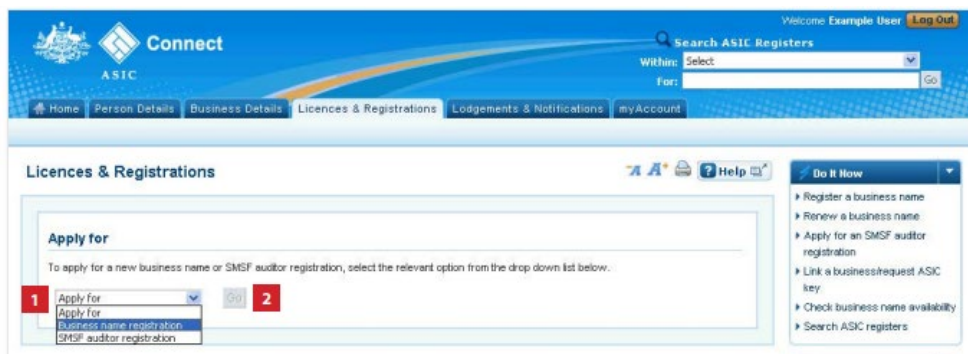 Welcome Example User Log Out
Connect
ASIC
Search ASIC Registers
Within: Select
For: Go
Home Person Details Business Details Licences & Registrations Lodgements & Notifications myAccount
Licences & Registrations
-A A+ Help
Do It Now
Register a business name
Renew a business name
Apply for an SMSF auditor
registration
Link a business/request ASIC
key
Check business name availability
Search ASIC registers
Apply for
To apply for a new business name or SMSF auditor registration, select the relevant option from the drop down list below.
1 Apply for Go 2
Apply for
Business name registration
SMSF auditor registration